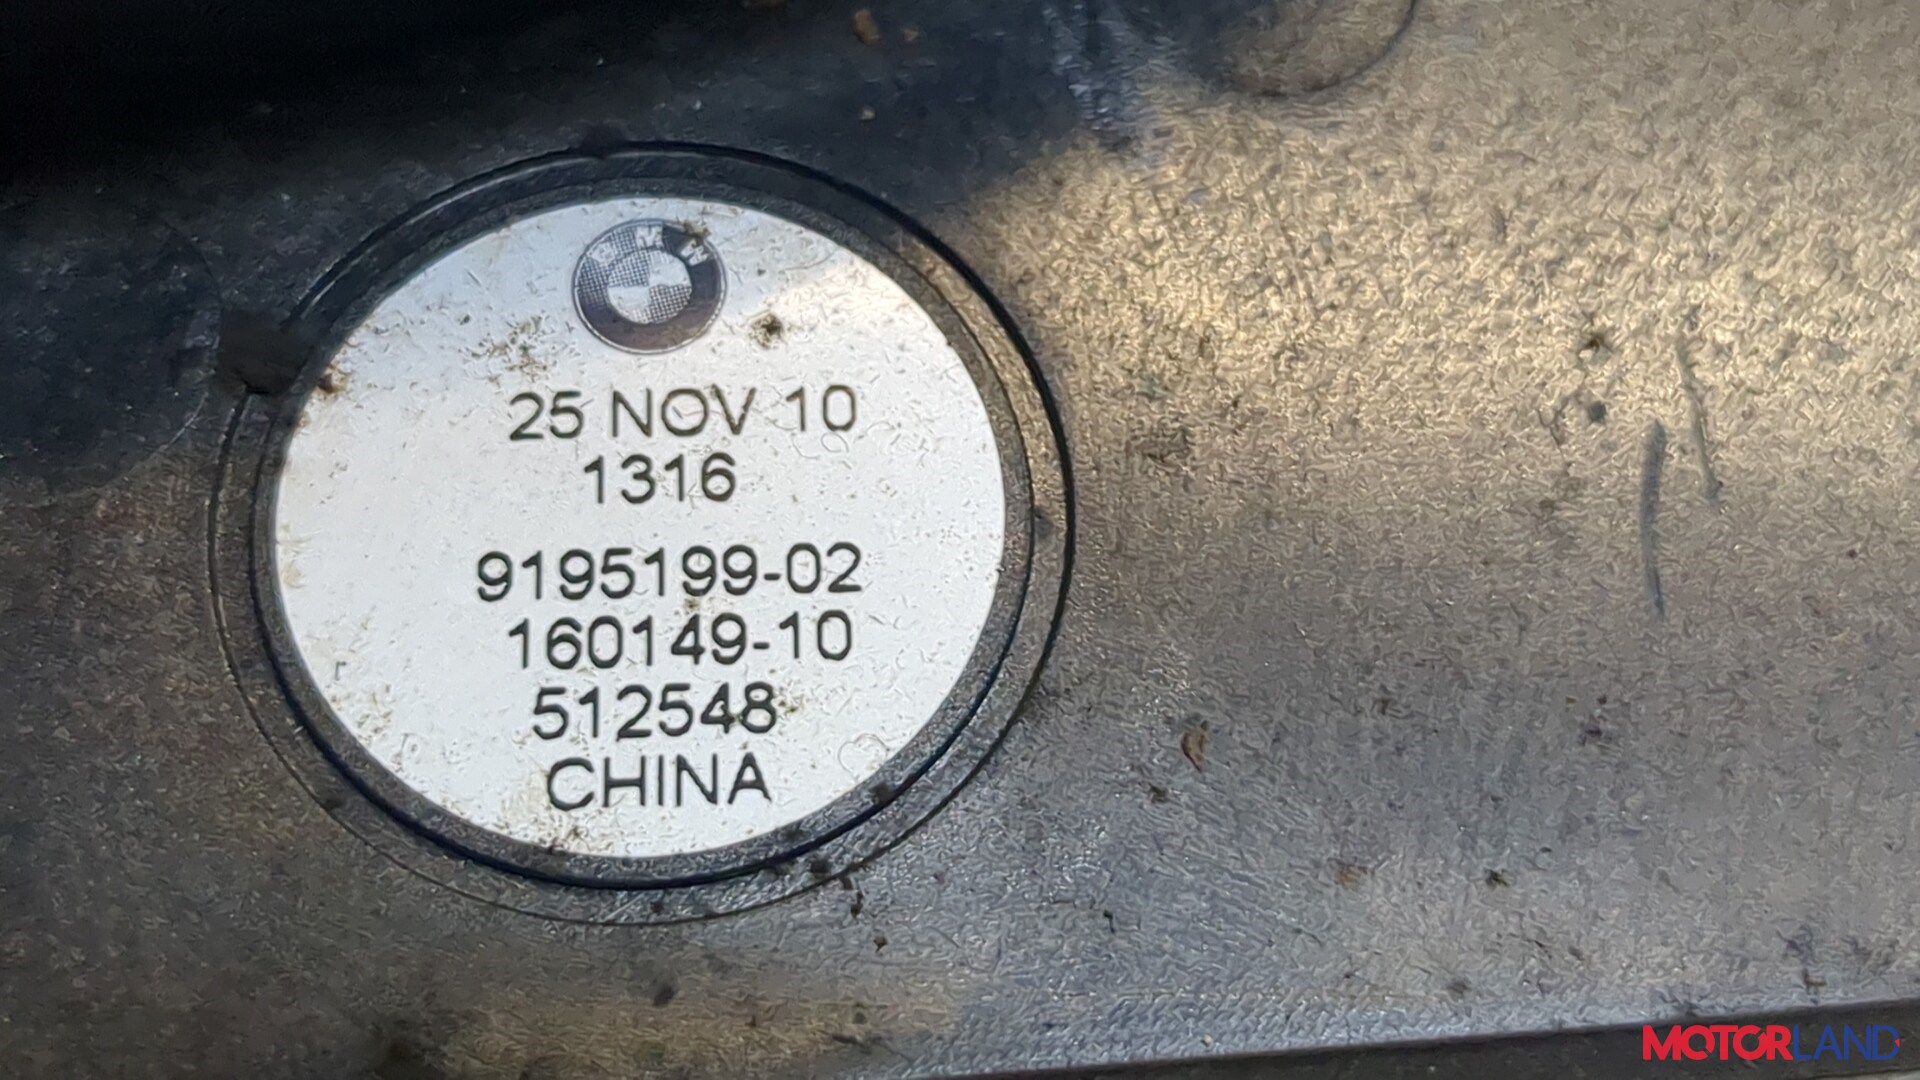 BMW
25 NOV 10
1316
9195199-02
160149-10
512548
CHINA
MOTORLAND